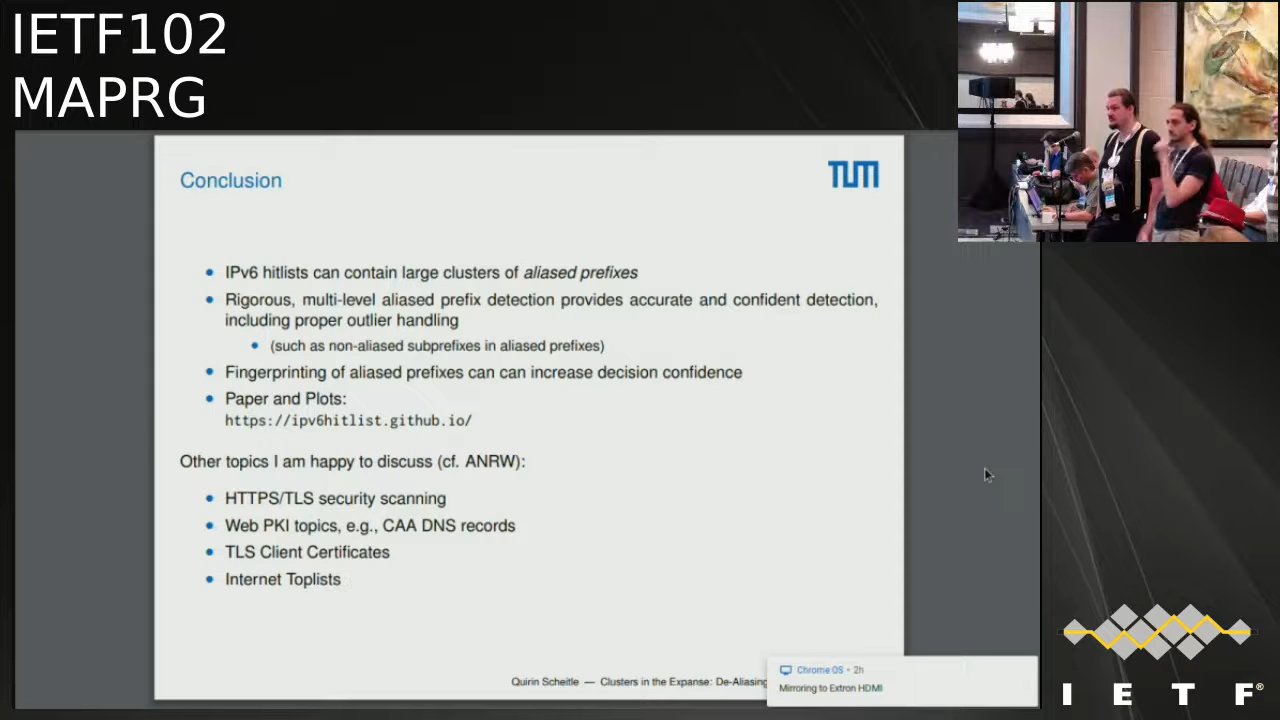 IETF102
MAPRG
Conclusion
TUM
IPv6 hitlists can contain large clusters of aliased prefixes
Rigorous, multi-level aliased prefix detection provides accurate and confident detection,
including proper outlier handling
(such as non-aliased subprefixes in aliased prefixes)
Fingerprinting of aliased prefixes can can increase decision confidence
Paper and Plots:
https://ipv6hitlist.github.io/
Other topics I am happy to discuss (cf. ANRW):
HTTPS/TLS security scanning
Web PKI topics, e.g., CAA DNS records
TLS Client Certificates
Internet Toplists
Quirin Scheitle — Clusters in the Expanse: De-Aliasing
Chrome OS • 2h
Mirroring to Extron HDMI
I E T F®